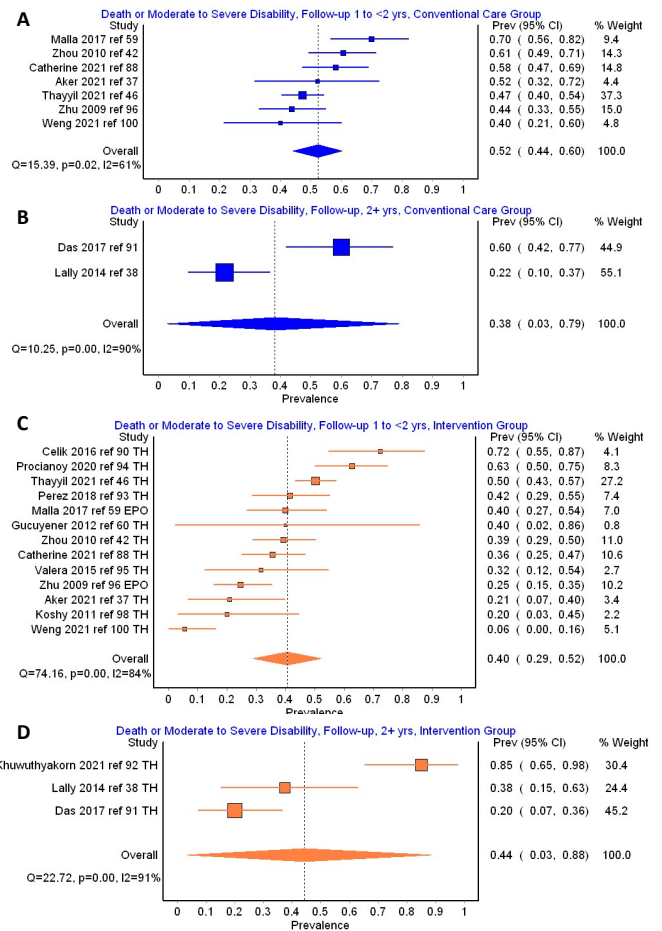 A
Death or Moderate to Severe Disability, Follow-up 1 to <2 yrs, Conventional Care Group
Study Prev (95% CI) % Weight
Malla 2017 ref 59 0.70 ( 0.56, 0.82) 9.4
Zhou 2010 ref 42 0.61 ( 0.49, 0.71) 14.3
Catherine 2021 ref 88 0.58 ( 0.47, 0.69) 14.8
Aker 2021 ref 37 0.52 ( 0.32, 0.72) 4.4
Thayyil 2021 ref 46 0.47 ( 0.40, 0.54) 37.3
Zhu 2009 ref 96 0.44 ( 0.33, 0.55) 15.0
Weng 2021 ref 100 0.40 ( 0.21, 0.60) 4.8
Overall 0.52 ( 0.44, 0.60) 100.0
Q=15.39, p=0.02, I2=61%
0 0.1 0.2 0.3 0.4 0.5 0.6 0.7 0.8 0.9 1
B
Death or Moderate to Severe Disability, Follow-up, 2+ yrs, Conventional Care Group
Study Prev (95% CI) % Weight
Das 2017 ref 91 0.60 ( 0.42, 0.77) 44.9
Lally 2014 ref 38 0.22 ( 0.10, 0.37) 55.1
Overall 0.38 ( 0.03, 0.79) 100.0
Q=10.25, p=0.00, I2=90%
0 0.1 0.2 0.3 0.4 0.5 0.6 0.7 0.8 0.9 1
Prevalence
C
Death or Moderate to Severe Disability, Follow-up 1 to <2 yrs, Intervention Group
Study Prev (95% CI) % Weight
Celik 2016 ref 90 TH 0.72 ( 0.55, 0.87) 4.1
Procianoy 2020 ref 94 TH 0.63 ( 0.50, 0.75) 8.3
Thayyil 2021 ref 46 TH 0.50 ( 0.43, 0.57) 27.2
Perez 2018 ref 93 TH 0.42 ( 0.29, 0.55) 7.4
Malla 2017 ref 59 EPO 0.40 ( 0.27, 0.54) 7.0
Gucuyener 2012 ref 60 TH 0.40 ( 0.02, 0.86) 0.8
Zhou 2010 ref 42 TH 0.39 ( 0.29, 0.50) 11.0
Catherine 2021 ref 88 TH 0.36 ( 0.25, 0.47) 10.6
Valera 2015 ref 95 TH 0.32 ( 0.12, 0.54) 2.7
Zhu 2009 ref 96 EPO 0.25 ( 0.15, 0.35) 10.2
Aker 2021 ref 37 TH 0.21 ( 0.07, 0.40) 3.4
Koshy 2011 ref 98 TH 0.20 ( 0.03, 0.45) 2.2
Weng 2021 ref 100 TH 0.06 ( 0.00, 0.16) 5.1
Overall 0.40 ( 0.29, 0.52) 100.0
Q=74.16, p=0.00, I2=84%
0 0.1 0.2 0.3 0.4 0.5 0.6 0.7 0.8 0.9 1
Prevalence
D
Death or Moderate to Severe Disability, Follow-up, 2+ yrs, Intervention Group
Study Prev (95% CI) % Weight
Khuwuthyakorn 2021 ref 92 TH 0.85 ( 0.65, 0.98) 30.4
Lally 2014 ref 38 TH 0.38 ( 0.15, 0.63) 24.4
Das 2017 ref 91 TH 0.20 ( 0.07, 0.36) 45.2
Overall 0.44 ( 0.03, 0.88) 100.0
Q=22.72, p=0.00, I2=91%
0 0.1 0.2 0.3 0.4 0.5 0.6 0.7 0.8 0.9 1
Prevalence